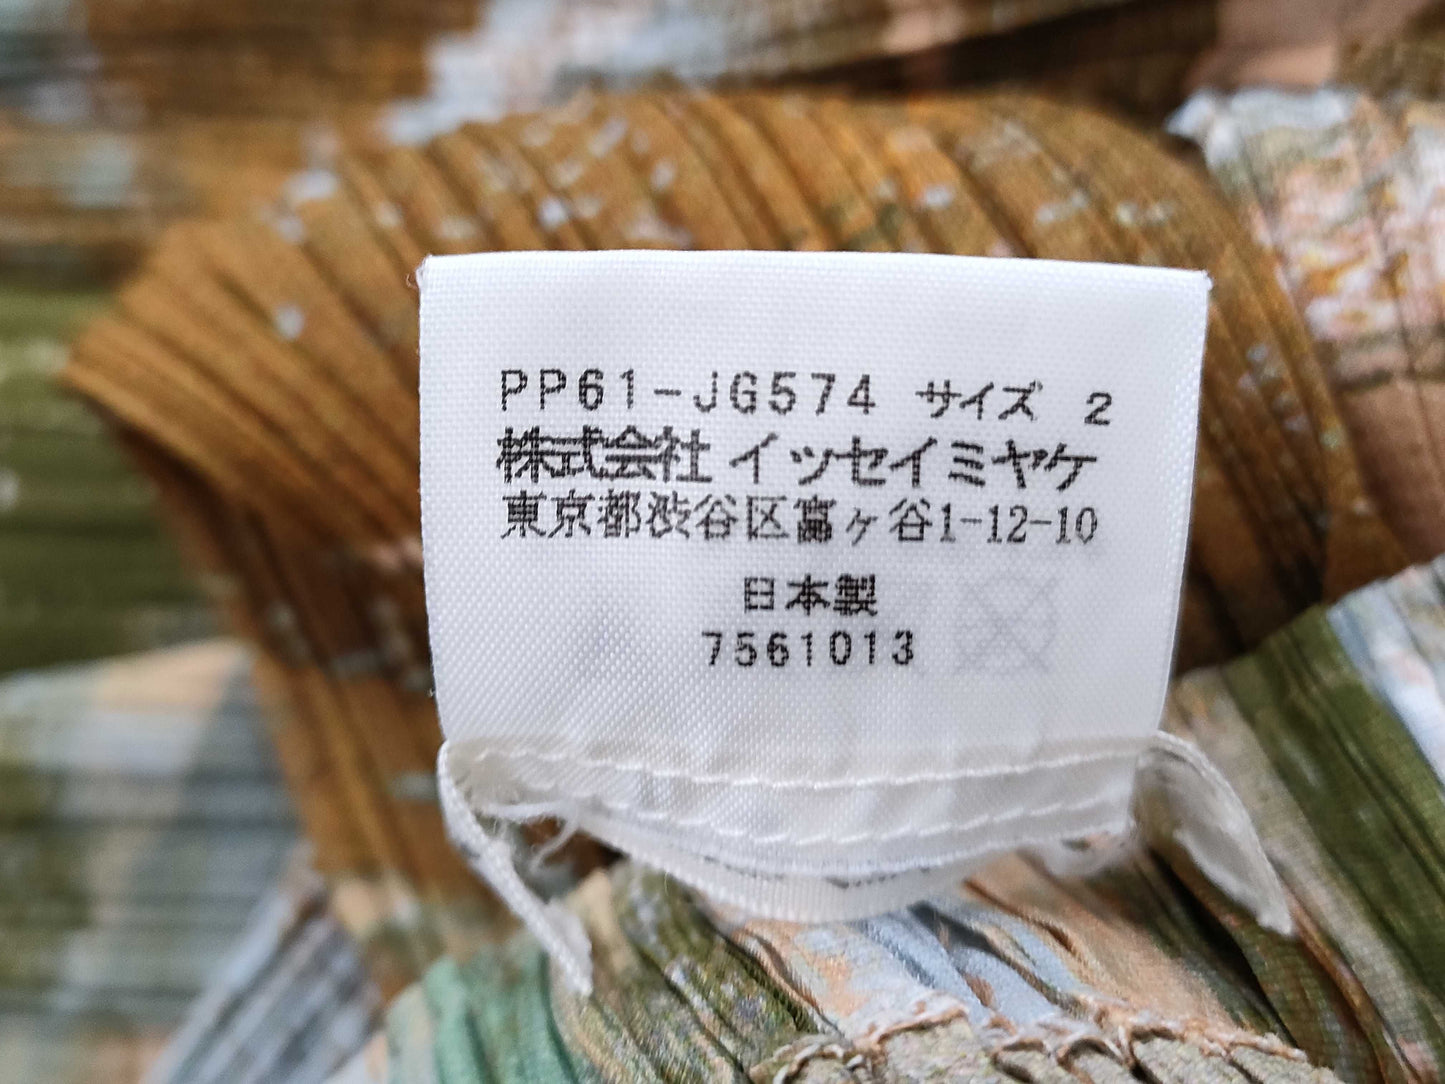 PP61-JG574 サイズ 2
株式会社 イッセイミヤケ
東京都渋谷区富ヶ谷1-12-10
日本製
7561013